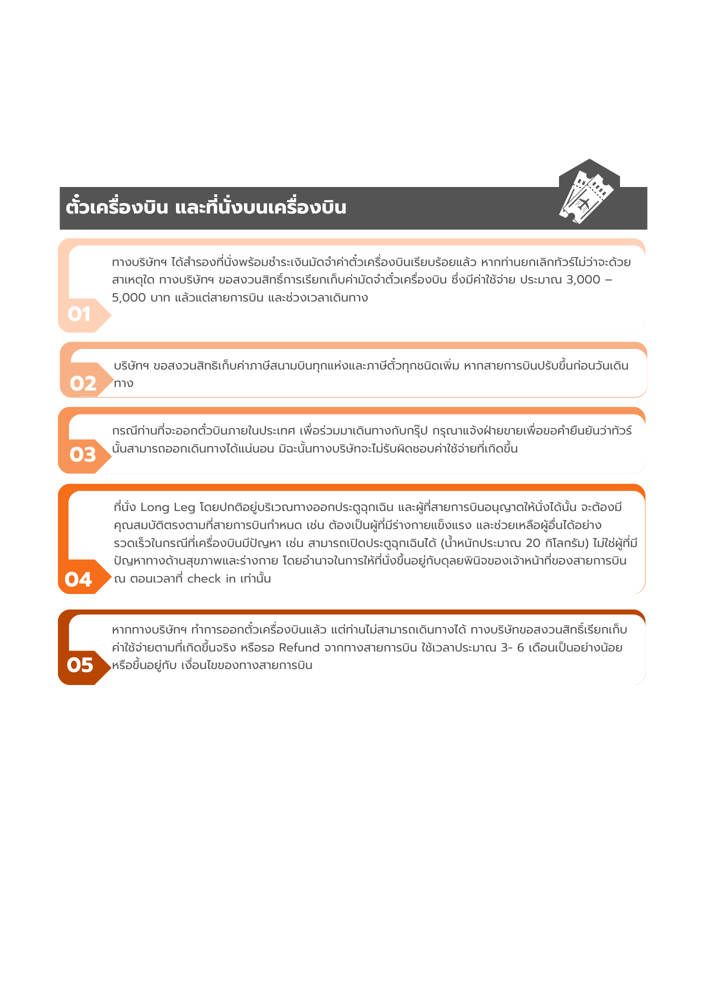 ตั๋วเครื่องบิน และที่นั่งบนเครื่องบิน
ทางบริษัทฯ ได้สำรองที่นั่งพร้อมชำระเงินมัดจำค่าตั๋วเครื่องบินเรียบร้อยแล้ว หากท่านยกเลิกทัวร์ไม่ว่าจะด้วย
สาเหตุใด ทางบริษัทฯ ขอสงวนสิทธิ์การเรียกเก็บค่ามัดจำตั๋วเครื่องบิน ซึ่งมีค่าใช้จ่าย ประมาณ 3,000 –
5,000 บาท แล้วแต่สายการบิน และช่วงเวลาเดินทาง
01
บริษัทฯ ขอสงวนสิทธิเก็บค่าภาษีสนามบินทุกแห่งและภาษีตั๋วทุกชนิดเพิ่ม หากสายการบินปรับขึ้นก่อนวันเดิน
ทาง
02
กรณีท่านที่จะออกตั๋วบินภายในประเทศ เพื่อร่วมมาเดินทางกับกรุ๊ป กรุณาแจ้งฝ่ายขายเพื่อขอคำยืนยันว่าทัวร์
นั้นสามารถออกเดินทางได้แน่นอน มิฉะนั้นทางบริษัทจะไม่รับผิดชอบค่าใช้จ่ายที่เกิดขึ้น
03
ที่นั่ง Long Leg โดยปกติอยู่บริเวณทางออกประตูฉุกเฉิน และผู้ที่สายการบินอนุญาตให้นั่งได้นั้น จะต้องมี
คุณสมบัติตรงตามที่สายการบินกำหนด เช่น ต้องเป็นผู้ที่มีร่างกายแข็งแรง และช่วยเหลือผู้อื่นได้อย่าง
รวดเร็วในกรณีที่เครื่องบินมีปัญหา เช่น สามารถเปิดประตูฉุกเฉินได้ (น้ำหนักประมาณ 20 กิโลกรัม) ไม่ใช่ผู้ที่มี
ปัญหาทางด้านสุขภาพและร่างกาย โดยอำนาจในการให้ที่นั่งขึ้นอยู่กับดุลยพินิจของเจ้าหน้าที่ของสายการบิน
ณ ตอนเวลาที่ check in เท่านั้น
04
หากทางบริษัทฯ ทำการออกตั๋วเครื่องบินแล้ว แต่ท่านไม่สามารถเดินทางได้ ทางบริษัทขอสงวนสิทธิ์เรียกเก็บ
ค่าใช้จ่ายตามที่เกิดขึ้นจริง หรือรอ Refund จากทางสายการบิน ใช้เวลาประมาณ 3- 6 เดือนเป็นอย่างน้อย
หรือขึ้นอยู่กับ เงื่อนไขของทางสายการบิน
05